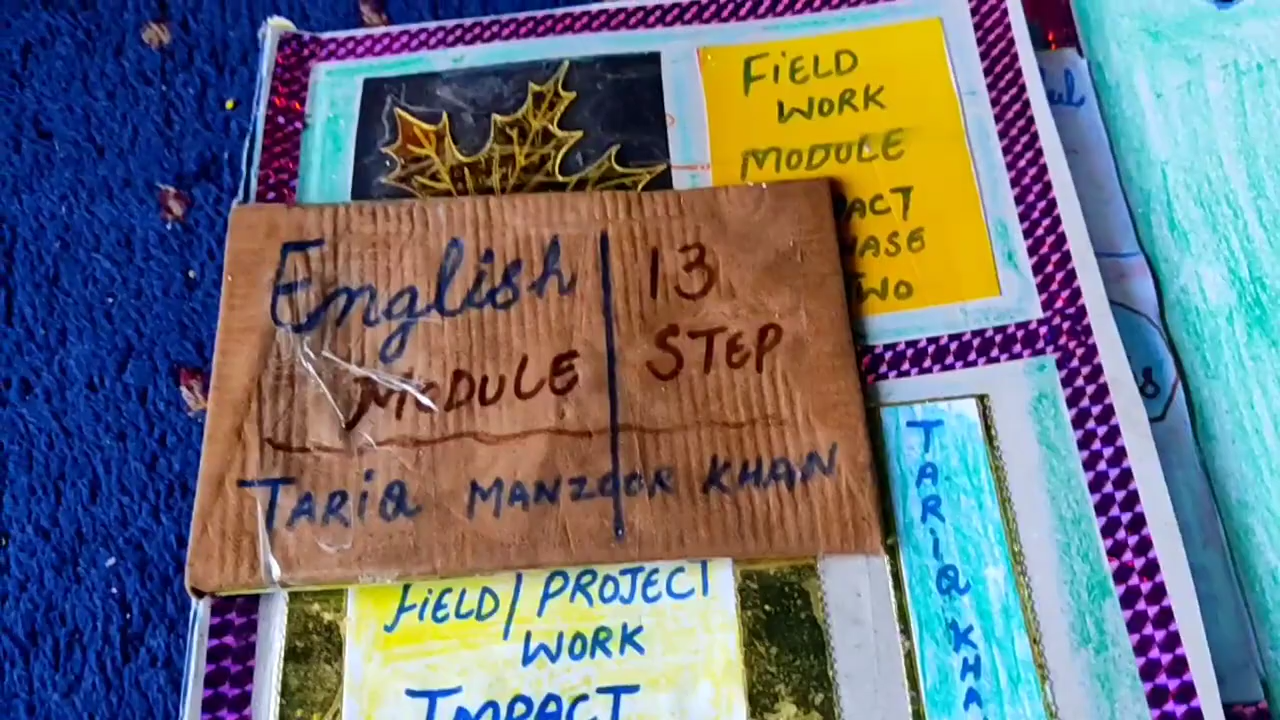 FiELD
WORK
MODULE
ACT
ASE
WO
English
MODULE
13
STEP
TARiQ MANZOOR KHAN
TARiQ KHA
FiELD/PROJECT
WORK
IMPACT